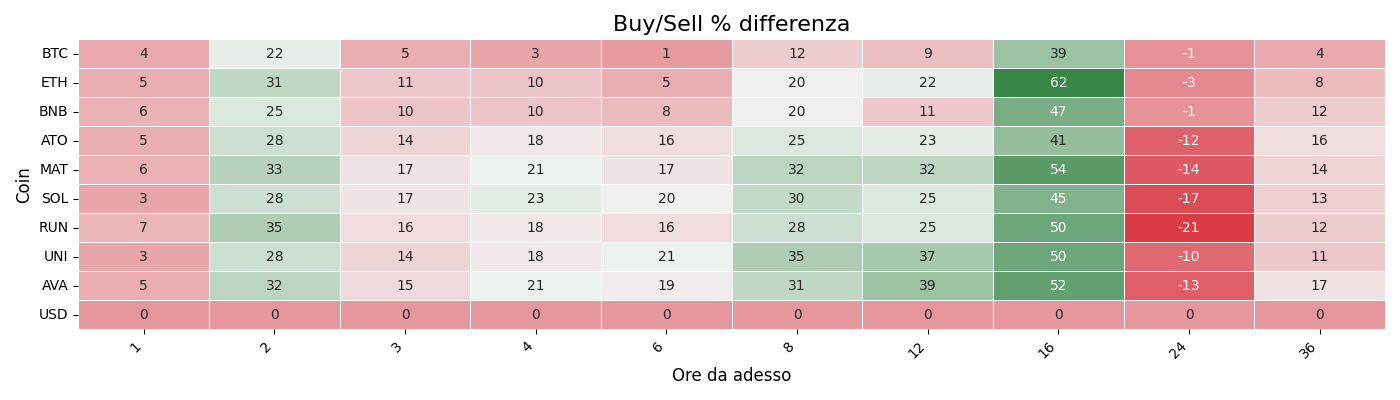 Buy/Sell % differenza
Coin
BTC 4 22 5 3 1 12 9 39 -1 4
ETH 5 31 11 10 5 20 22 62 -3 8
BNB 6 25 10 10 8 20 11 47 -1 12
ATO 5 28 14 18 16 25 23 41 -12 16
MAT 6 33 17 21 17 32 32 54 -14 14
SOL 3 28 17 23 20 30 25 45 -17 13
RUN 7 35 16 18 16 28 25 50 -21 12
UNI 3 28 14 18 21 35 37 50 -10 11
AVA 5 32 15 21 19 31 39 52 -13 17
USD 0 0 0 0 0 0 0 0 0 0
1 2 3 4 6 8 12 16 24 36
Ore da adesso